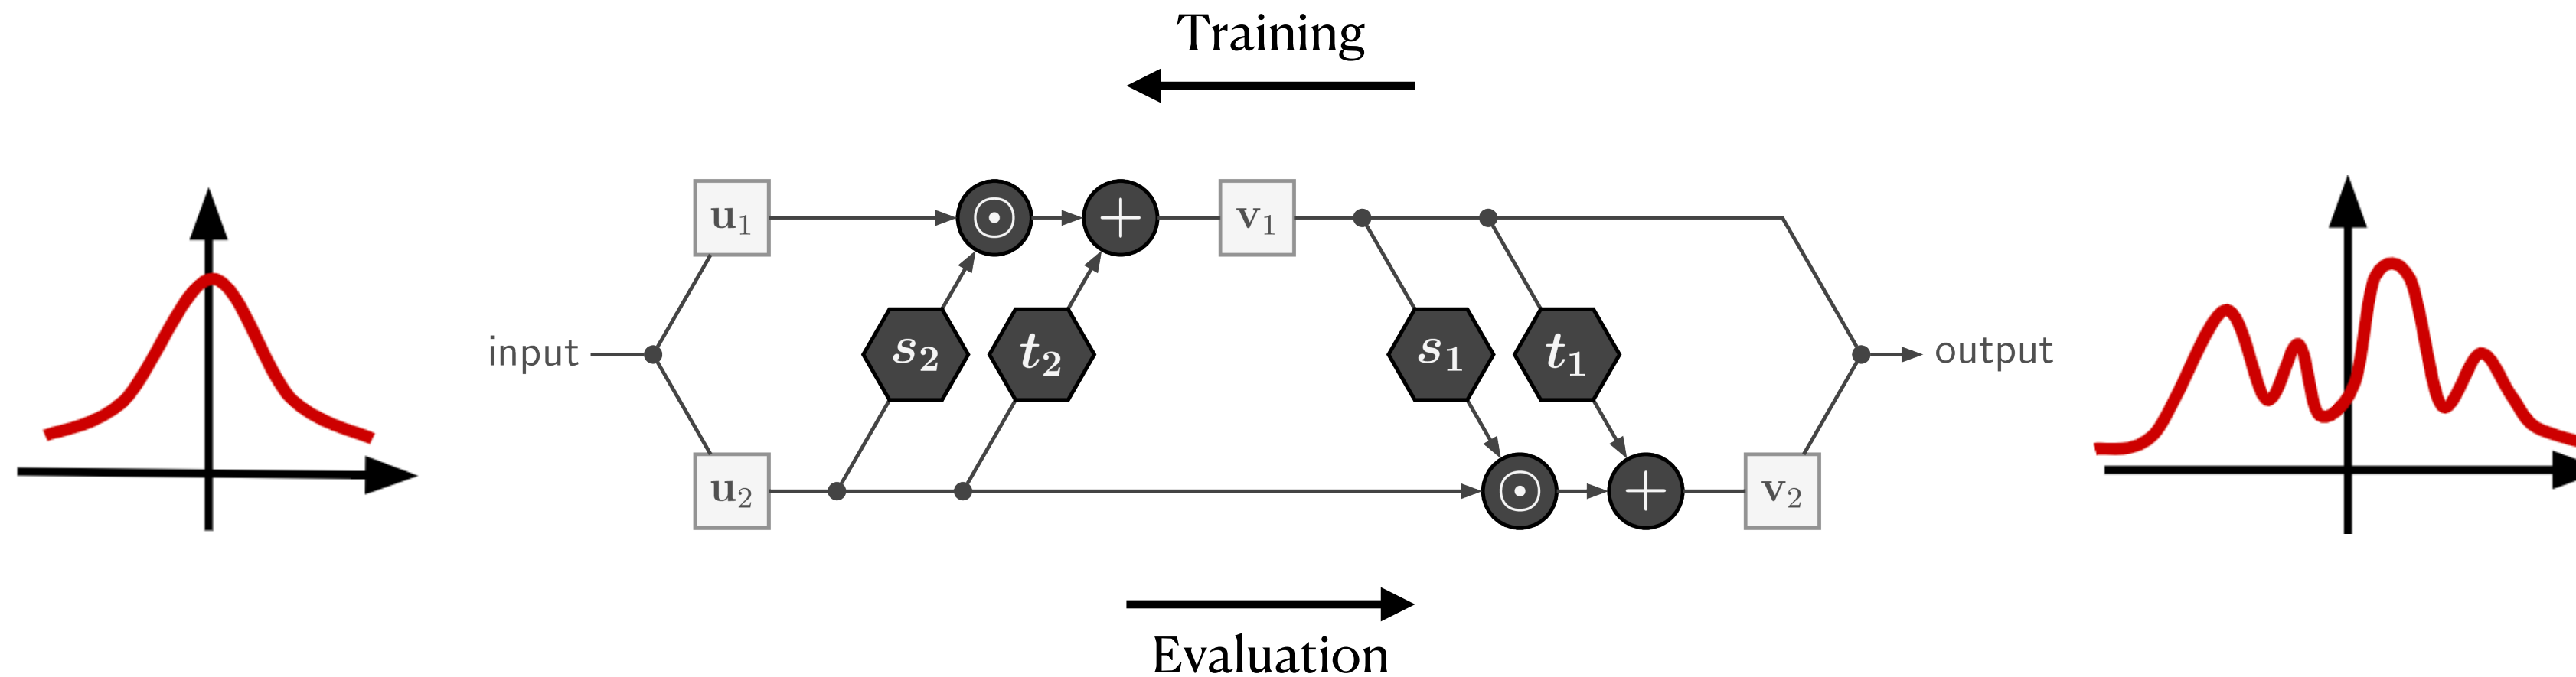 Training
u₁
⊙
+
v₁
input
s₂
t₂
s₁
t₁
output
u₂
⊙
+
v₂
Evaluation